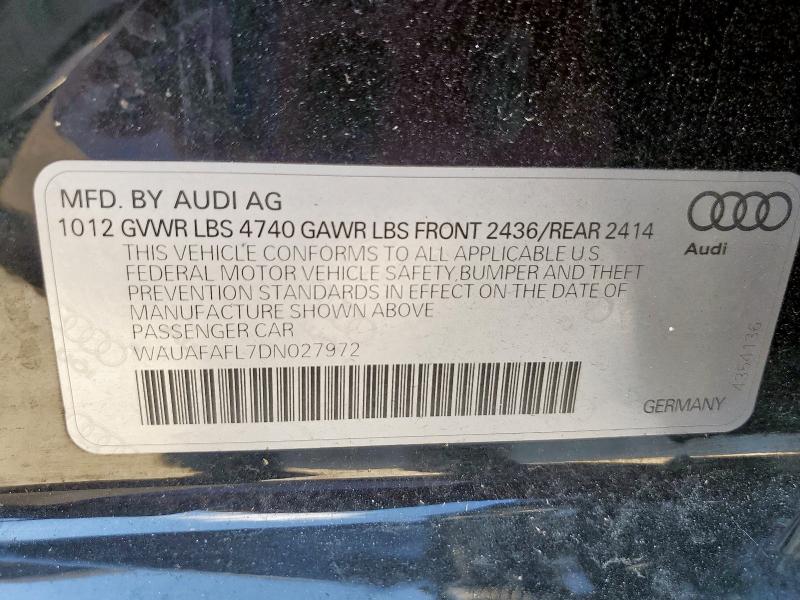 MFD. BY AUDI AG
1012 GVWR LBS 4740 GAWR LBS FRONT 2436/REAR 2414
THIS VEHICLE CONFORMS TO ALL APPLICABLE U.S.
FEDERAL MOTOR VEHICLE SAFETY, BUMPER AND THEFT
PREVENTION STANDARDS IN EFFECT ON THE DATE OF
MANUFACTURE SHOWN ABOVE
PASSENGER CAR
WAUAFAFL7DN027972
Audi
4354136
GERMANY